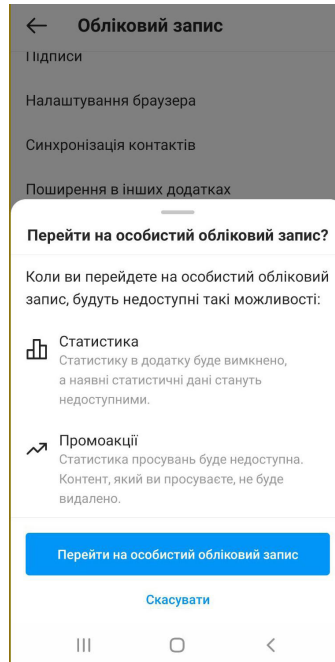 Обліковий запис
Підписи
Налаштування браузера
Синхронізація контактів
Поширення в інших додатках
Перейти на особистий обліковий запис?
Коли ви перейдете на особистий обліковий
запис, будуть недоступні такі можливості:
Статистика
Статистику в додатку буде вимкнено,
а наявні статистичні дані стануть
недоступними.
Промоакції
Статистика просувань буде недоступна.
Контент, який ви просуваєте, не буде
видалено.
Перейти на особистий обліковий запис
Скасувати